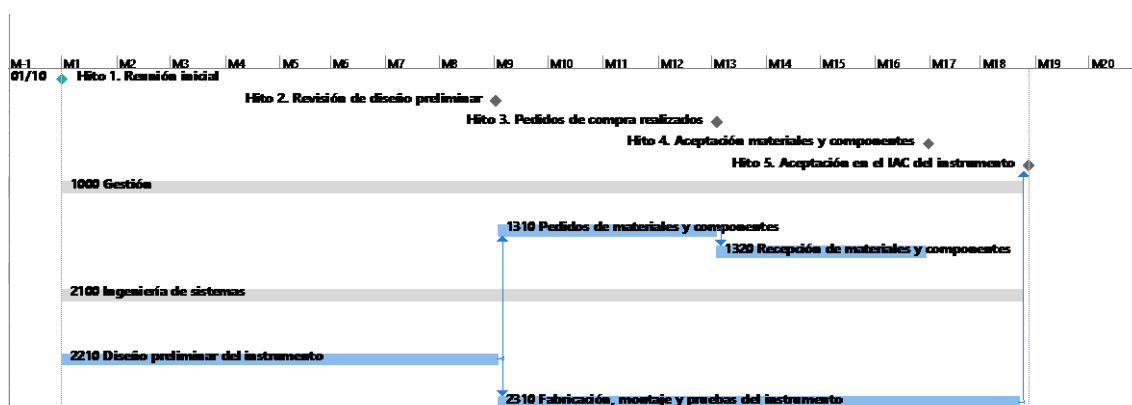 M-1 M1 M2 M3 M4 M5 M6 M7 M8 M9 M10 M11 M12 M13 M14 M15 M16 M17 M18 M19 M20
01/10 Hito 1. Reunión inicial
Hito 2. Revisión de diseño preliminar
Hito 3. Pedidos de compra realizados
Hito 4. Aceptación materiales y componentes
Hito 5. Aceptación en el IAC del instrumento
1000 Gestión
1310 Pedidos de materiales y componentes
1320 Recepción de materiales y componentes
2100 Ingeniería de sistemas
2210 Diseño preliminar del instrumento
2310 Fabricación, montaje y pruebas del instrumento